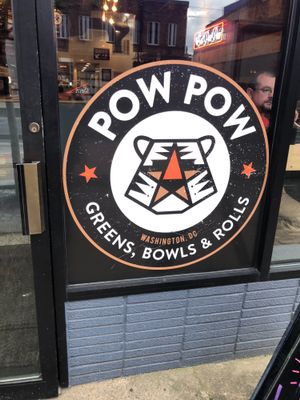 POW POW
WASHINGTON, DC
GREENS, BOWLS & ROLLS